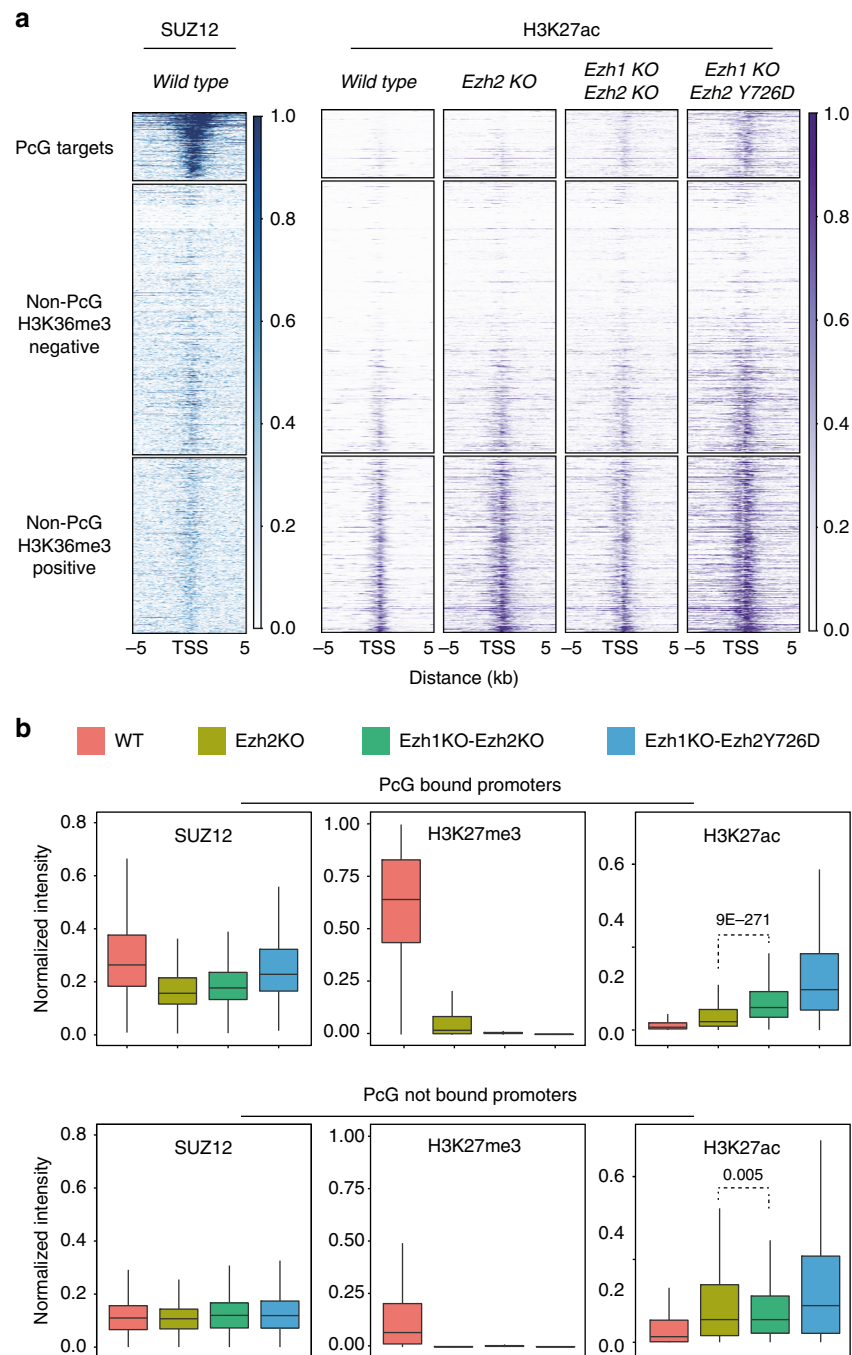 a
SUZ12
H3K27ac
Wild type
Wild type
Ezh2 KO
Ezh1 KO
Ezh2 KO
Ezh1 KO
Ezh2 Y726D
PcG targets
Non-PcG
H3K36me3
negative
Non-PcG
H3K36me3
positive
1.0
0.8
0.6
0.4
0.2
0.0
1.0
0.8
0.6
0.4
0.2
0.0
–5 TSS 5
–5 TSS 5
–5 TSS 5
–5 TSS 5
–5 TSS 5
Distance (kb)
b
WT
Ezh2KO
Ezh1KO-Ezh2KO
Ezh1KO-Ezh2Y726D
PcG bound promoters
Normalized intensity
SUZ12
0.8
0.6
0.4
0.2
0.0
H3K27me3
1.00
0.75
0.50
0.25
0.00
H3K27ac
0.6
0.4
0.2
0.0
9E–271
PcG not bound promoters
Normalized intensity
SUZ12
0.8
0.6
0.4
0.2
0.0
H3K27me3
1.00
0.75
0.50
0.25
0.00
H3K27ac
0.6
0.4
0.2
0.0
0.005